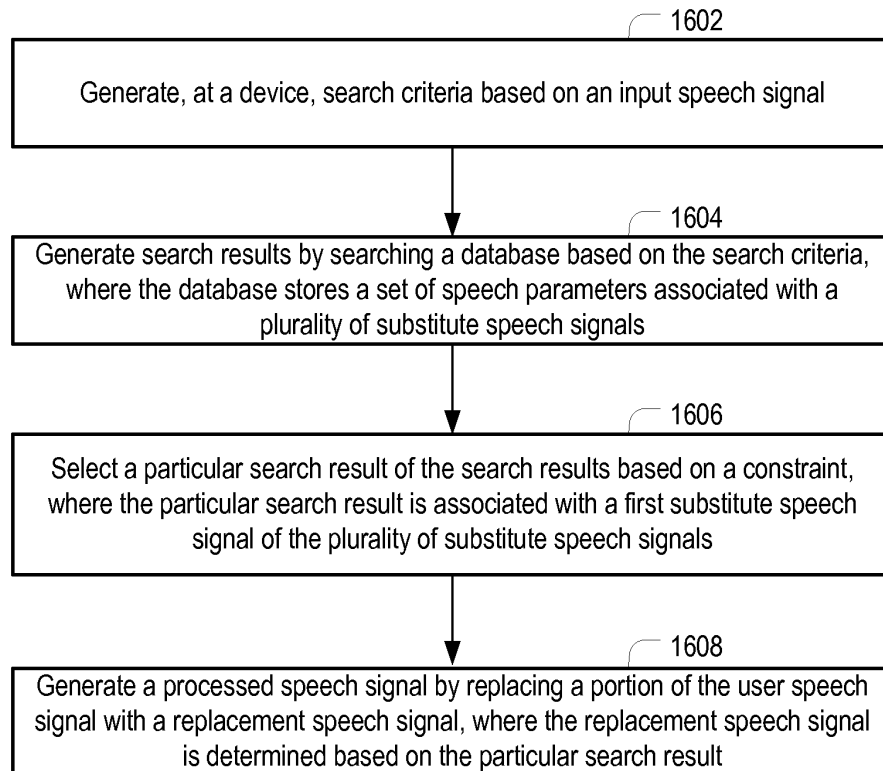 1602
Generate, at a device, search criteria based on an input speech signal
1604
Generate search results by searching a database based on the search criteria,
where the database stores a set of speech parameters associated with a
plurality of substitute speech signals
1606
Select a particular search result of the search results based on a constraint,
where the particular search result is associated with a first substitute speech
signal of the plurality of substitute speech signals
1608
Generate a processed speech signal by replacing a portion of the user speech
signal with a replacement speech signal, where the replacement speech signal
is determined based on the particular search result